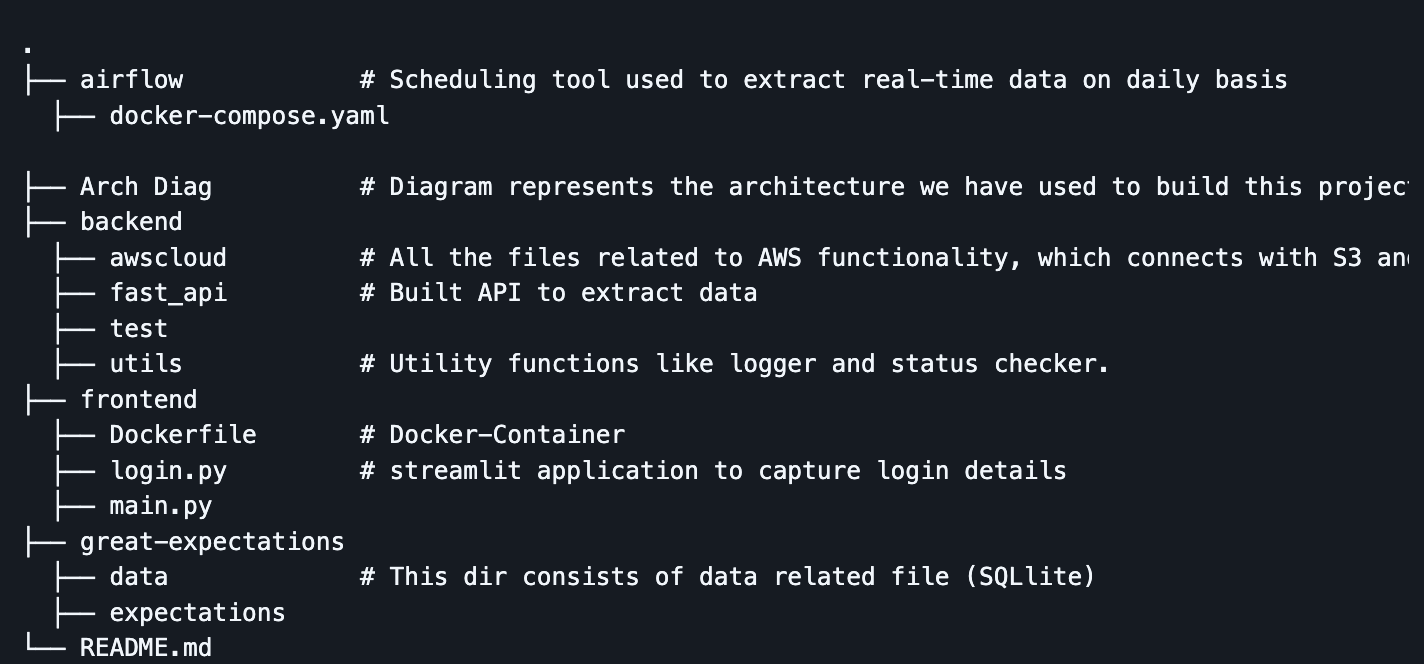 .
├── airflow            # Scheduling tool used to extract real-time data on daily basis
  ├── docker-compose.yaml

├── Arch Diag          # Diagram represents the architecture we have used to build this
├── backend
  ├── awscloud         # All the files related to AWS functionality, which connects with S3
  ├── fast_api         # Built API to extract data
  ├── test
  ├── utils            # Utility functions like logger and status checker.
├── frontend
  ├── Dockerfile       # Docker-Container
  ├── login.py         # streamlit application to capture login details
  ├── main.py
├── great-expectations
  ├── data             # This dir consists of data related file (SQLlite)
  ├── expectations
└── README.md